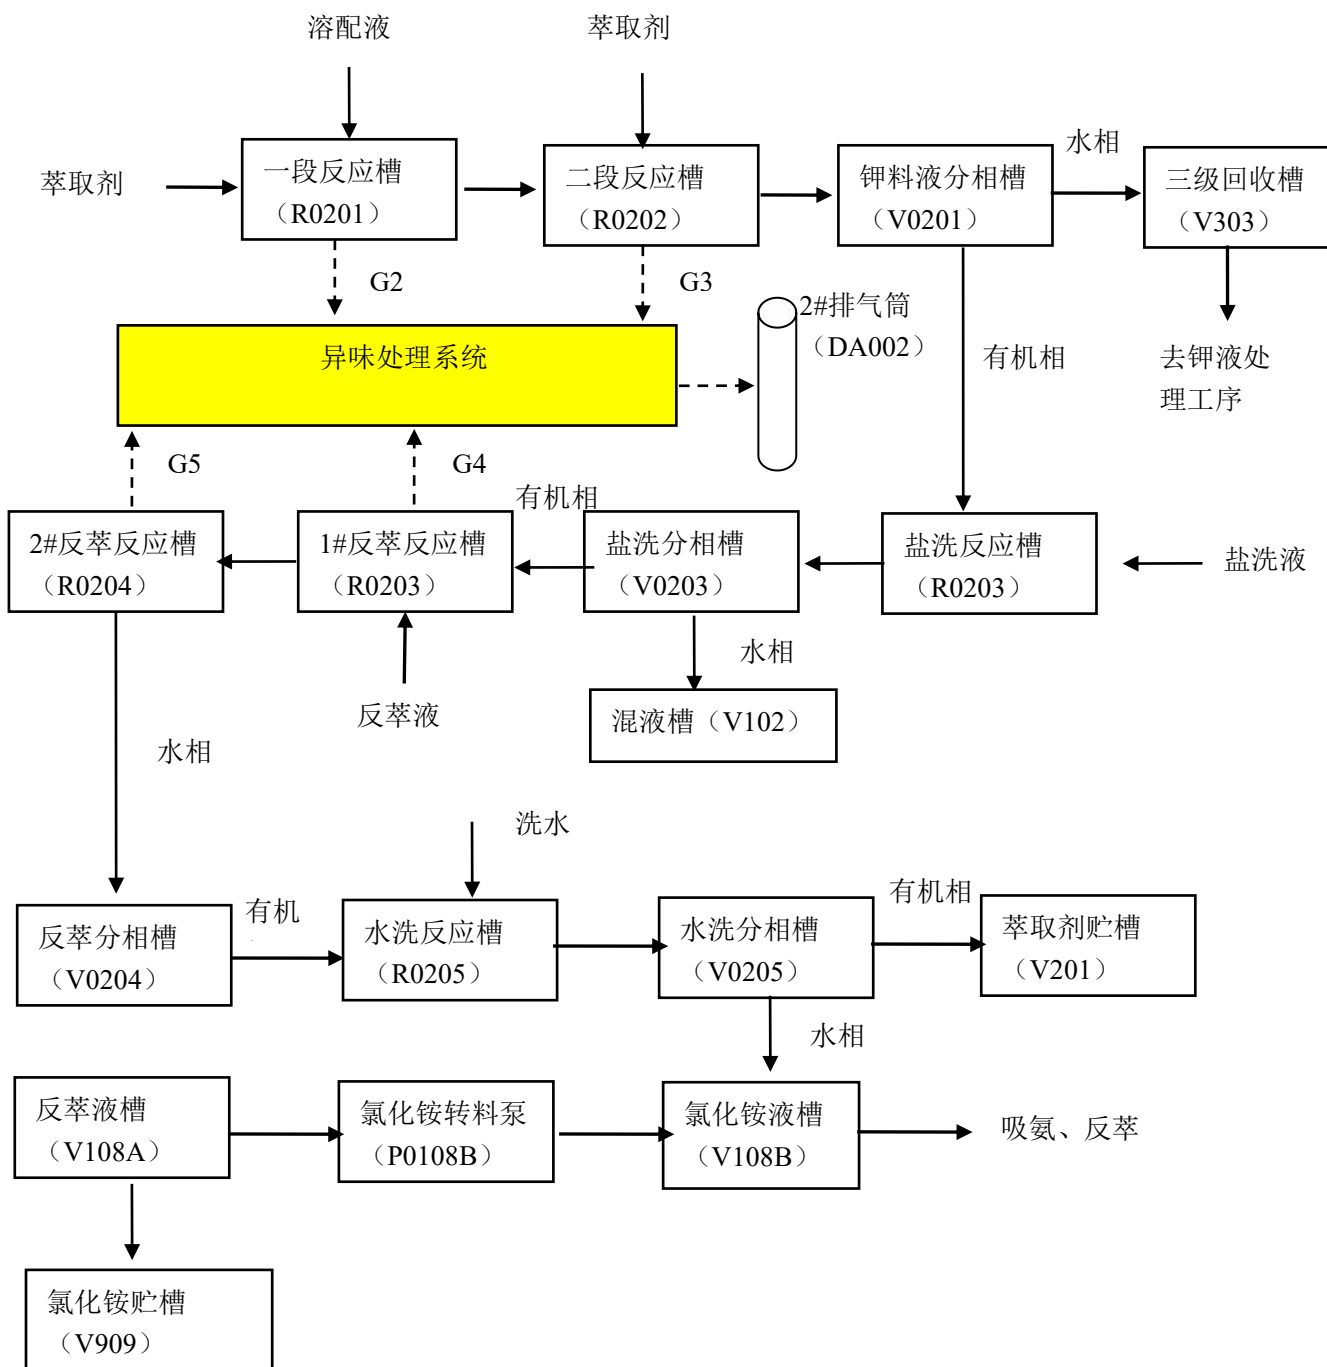 溶配液
萃取剂
萃取剂
一段反应槽
（R0201）
二段反应槽
（R0202）
钾料液分相槽
（V0201）
水相
三级回收槽
（V303）
G2
G3
2#排气筒
（DA002）
异味处理系统
有机相
去钾液处
理工序
G5
G4
有机相
2#反萃反应槽
（R0204）
1#反萃反应槽
（R0203）
盐洗分相槽
（V0203）
盐洗反应槽
（R0203）
盐洗液
水相
反萃液
混液槽（V102）
水相
洗水
有机
有机相
反萃分相槽
（V0204）
水洗反应槽
（R0205）
水洗分相槽
（V0205）
萃取剂贮槽
（V201）
水相
反萃液槽
（V108A）
氯化铵转料泵
（P0108B）
氯化铵液槽
（V108B）
吸氨、反萃
氯化铵贮槽
（V909）